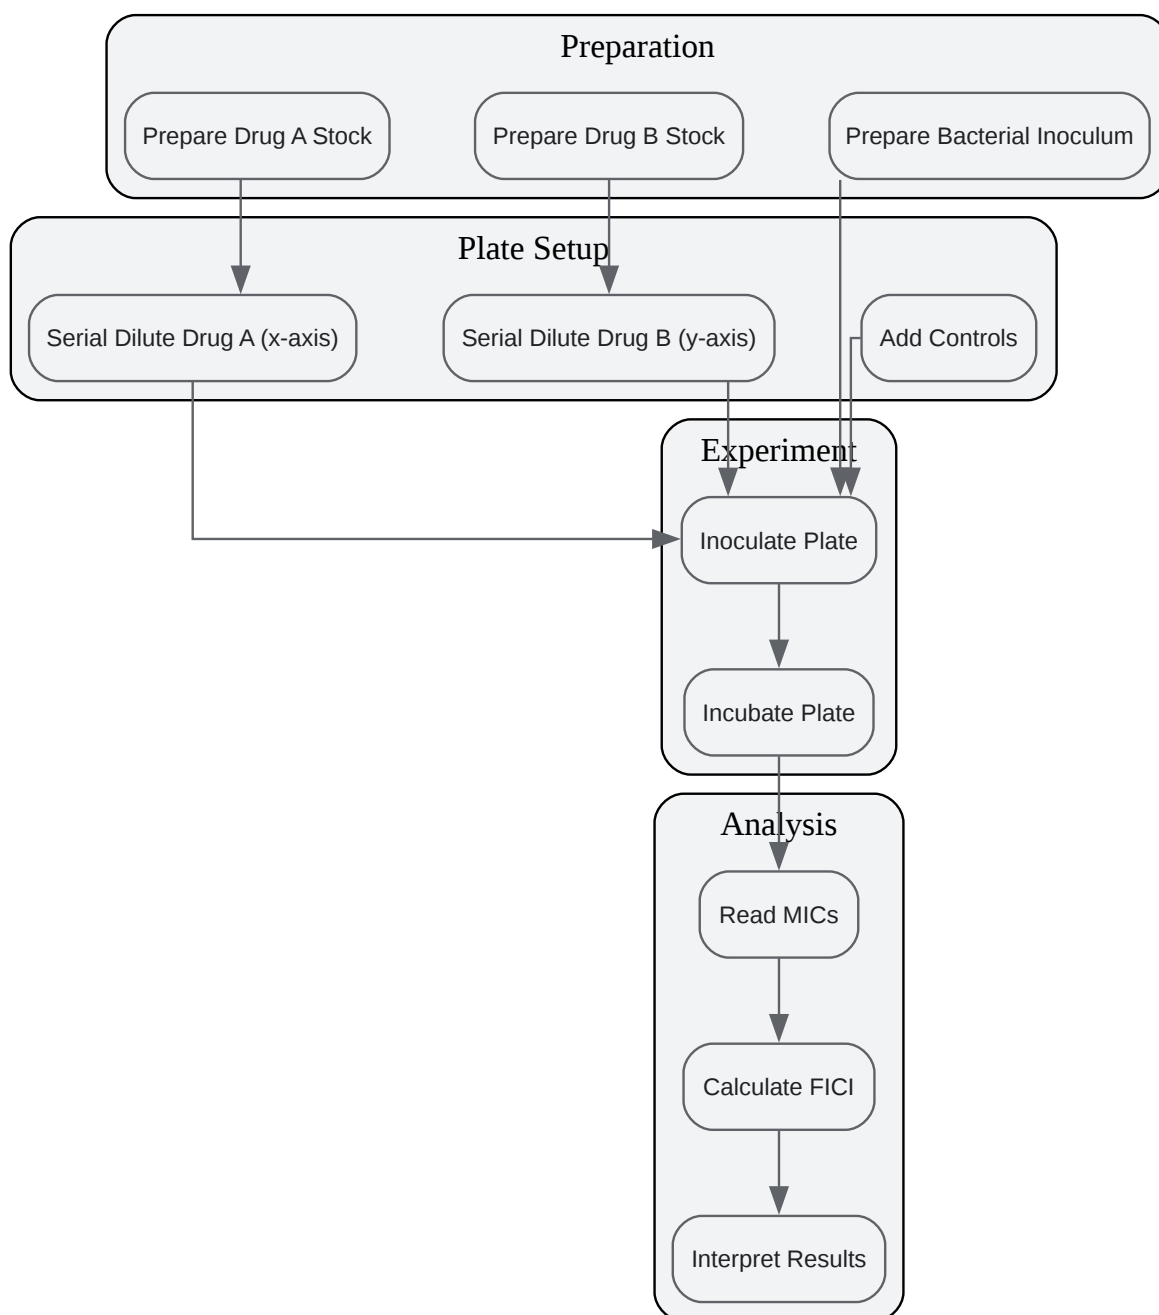 Preparation
Prepare Drug A Stock
Prepare Drug B Stock
Prepare Bacterial Inoculum
Plate Setup
Serial Dilute Drug A (x-axis)
Serial Dilute Drug B (y-axis)
Add Controls
Experiment
Inoculate Plate
Incubate Plate
Analysis
Read MICs
Calculate FICI
Interpret Results